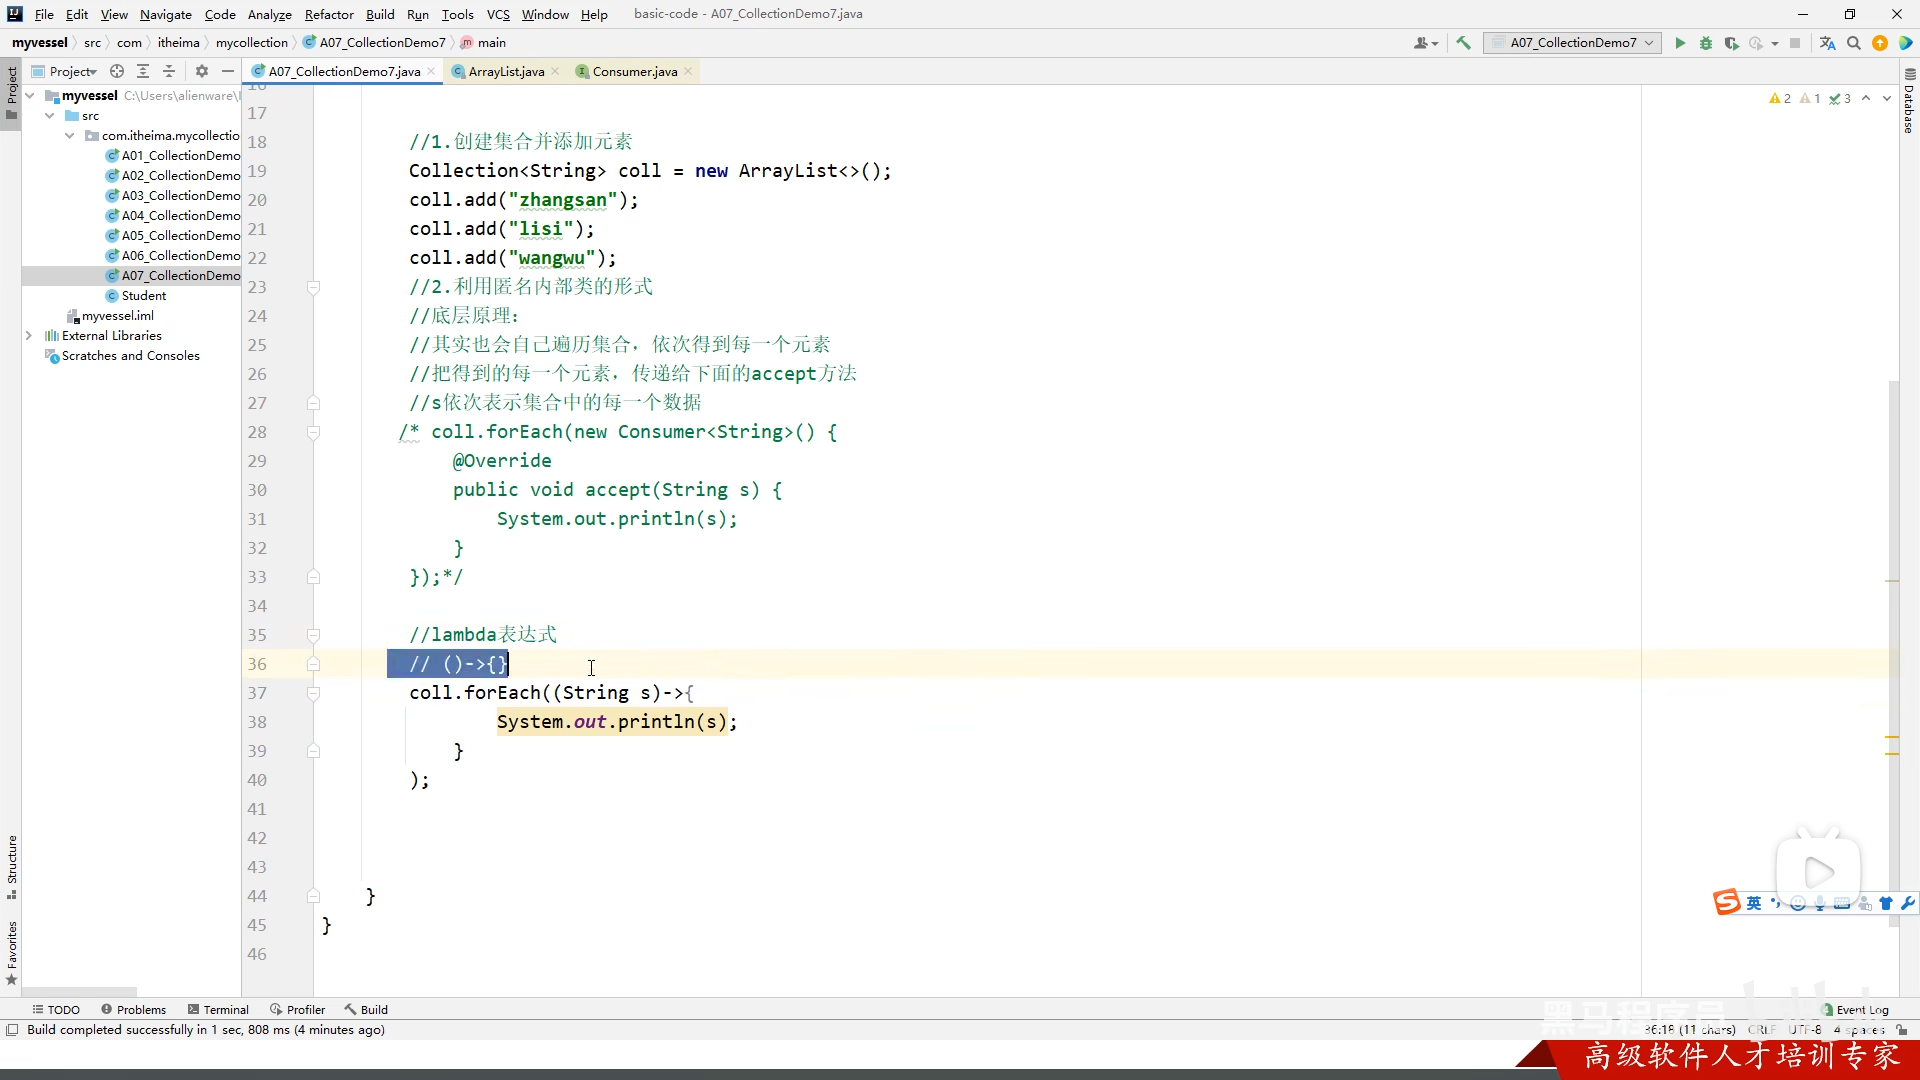 File Edit View Navigate Code Analyze Refactor Build Run Tools VCS Window Help basic-code - A07_CollectionDemo7.java
myvessel src com itheima mycollection A07_CollectionDemo7 main A07_CollectionDemo7
Project A07_CollectionDemo7.java ArrayList.java Consumer.java
Project
Database
Structure
Favorites
myvessel C:\Users\alienware\
src
com.itheima.mycollectio
A01_CollectionDemo
A02_CollectionDemo
A03_CollectionDemo
A04_CollectionDemo
A05_CollectionDemo
A06_CollectionDemo
A07_CollectionDemo
Student
myvessel.iml
External Libraries
Scratches and Consoles
2 1 3
16
17
18 //1.创建集合并添加元素
19 Collection<String> coll = new ArrayList<>();
20 coll.add("zhangsan");
21 coll.add("lisi");
22 coll.add("wangwu");
23 //2.利用匿名内部类的形式
24 //底层原理：
25 //其实也会自己遍历集合，依次得到每一个元素
26 //把得到的每一个元素，传递给下面的accept方法
27 //s依次表示集合中的每一个数据
28 /* coll.forEach(new Consumer<String>() {
29 @Override
30 public void accept(String s) {
31 System.out.println(s);
32 }
33 });*/
34
35 //lambda表达式
36 // ()->{}
37 coll.forEach((String s)->{
38 System.out.println(s);
39 }
40 );
41
42
43
44 }
45 }
46
英
TODO Problems Terminal Profiler Build Event Log
Build completed successfully in 1 sec, 808 ms (4 minutes ago) 36:18 (11 chars) CRLF UTF-8 4 spaces
黑马程序员
高级软件人才培训专家